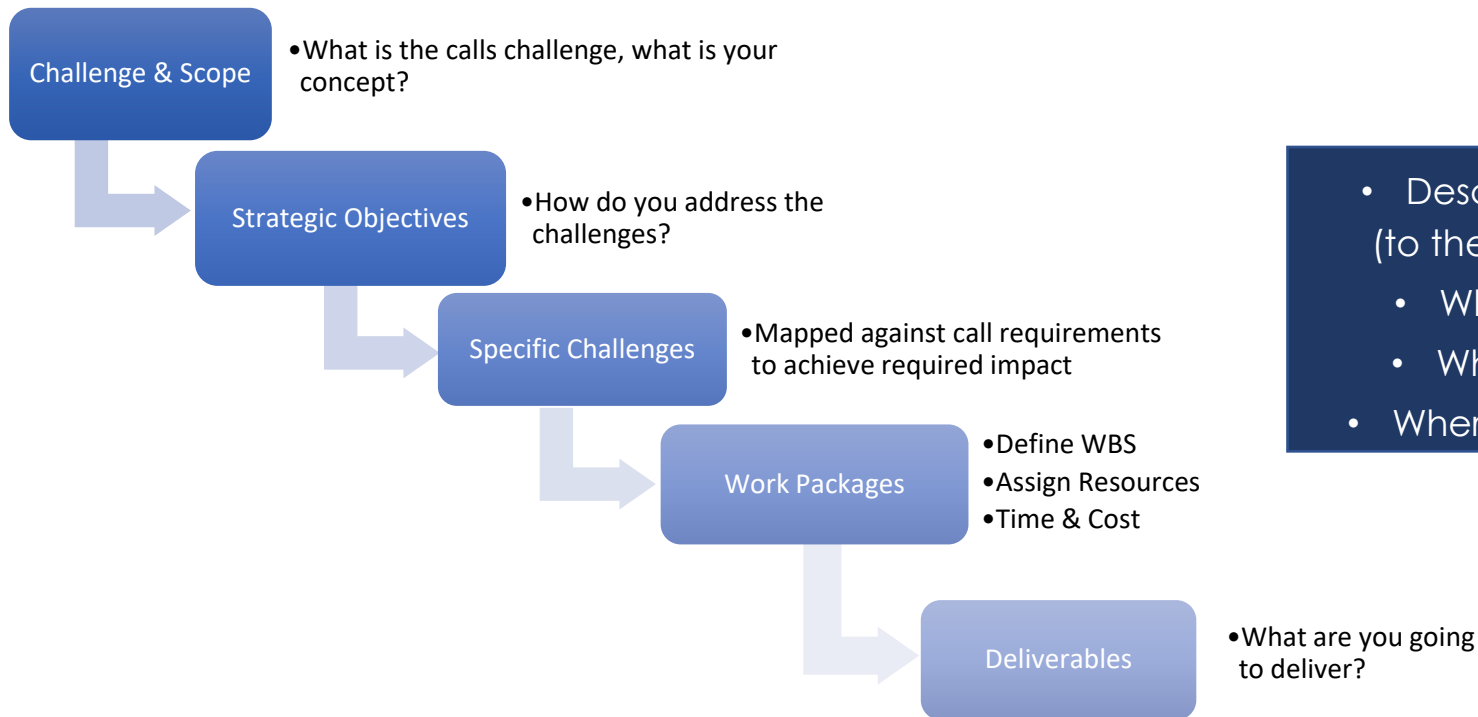 Challenge & Scope
•What is the calls challenge, what is your
concept?
Strategic Objectives
•How do you address the
challenges?
Specific Challenges
•Mapped against call requirements
to achieve required impact
Work Packages
•Define WBS
•Assign Resources
•Time & Cost
Deliverables
•What are you going
to deliver?
•
(to the
•
•
•